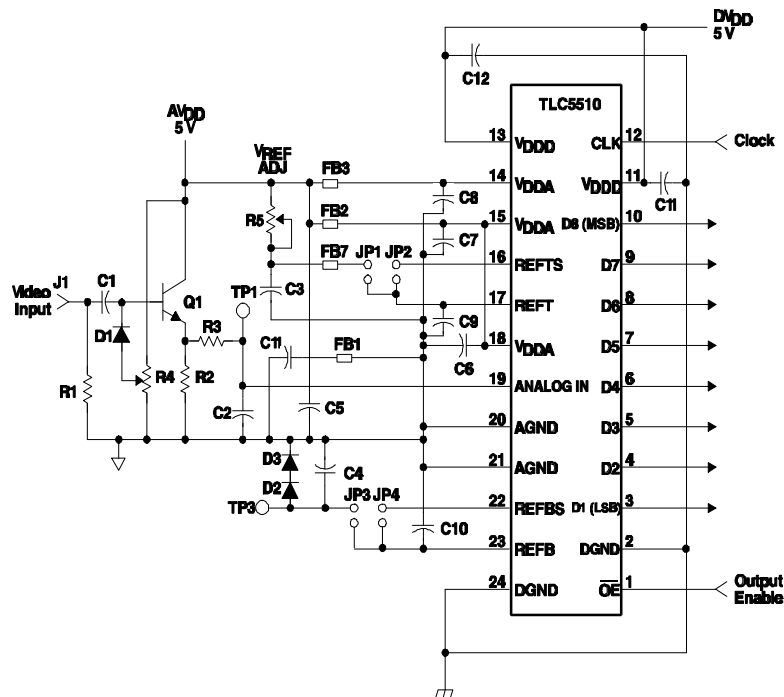 DVDD
5 V
C12
TLC5510
AVDD
5 V
13
VDDD
CLK
12
Clock
VREF
ADJ
FB3
14
VDDA
VDDD
11
C8
C11
R5
FB2
15
VDDA
D8 (MSB)
10
C7
FB7
JP1
JP2
16
REFTS
D7
9
J1
C1
Video
Input
Q1
TP1
C3
17
REFT
D6
8
D1
R3
C9
C11
FB1
18
VDDA
D5
7
C6
R1
R4
R2
19
ANALOG IN
D4
6
C2
C5
20
AGND
D3
5
D3
C4
21
AGND
D2
4
D2
JP3
JP4
TP3
22
REFBS
D1 (LSB)
3
C10
23
REFB
DGND
2
24
DGND
OE
1
Output
Enable